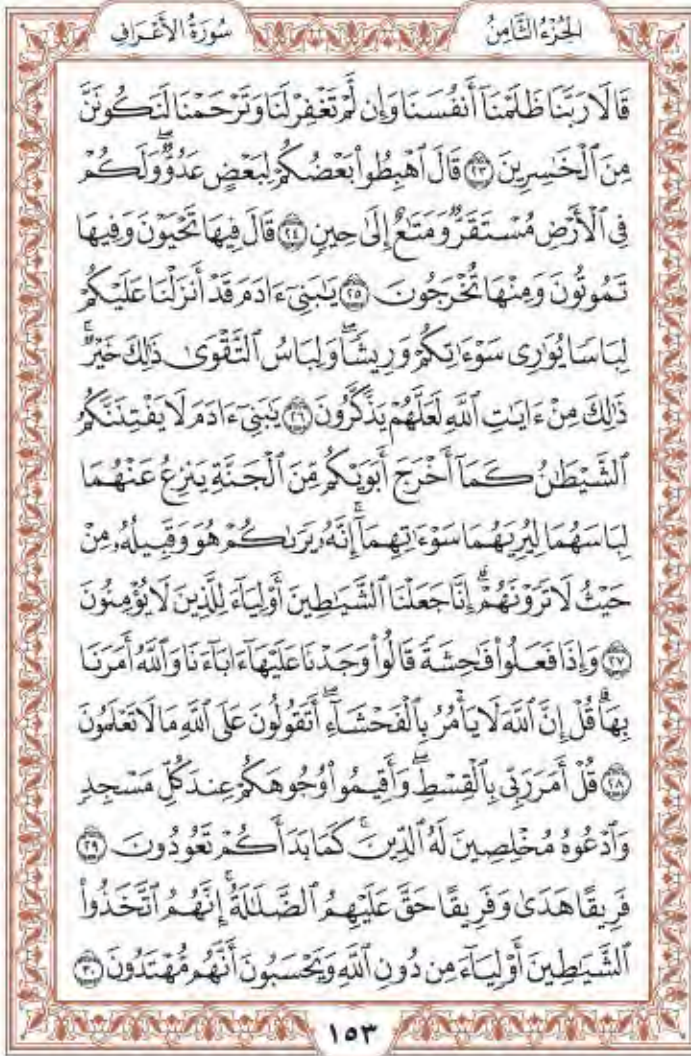 الجُزْءُ الثَّامِنُ
سُورَةُ الأَعْرَافِ
قَالَا رَبَّنَا ظَلَمْنَآ أَنفُسَنَا وَإِن لَّمْ تَغْفِرْ لَنَا وَتَرْحَمْنَا لَنَكُونَنَّ
مِنَ ٱلْخَٰسِرِينَ ٢٣ قَالَ ٱهْبِطُوا۟ بَعْضُكُمْ لِبَعْضٍ عَدُوٌّ ۖ وَلَكُمْ
فِى ٱلْأَرْضِ مُسْتَقَرٌّ وَمَتَٰعٌ إِلَىٰ حِينٍ ٢٤ قَالَ فِيهَا تَحْيَوْنَ وَفِيهَا
تَمُوتُونَ وَمِنْهَا تُخْرَجُونَ ٢٥ يَٰبَنِىٓ ءَادَمَ قَدْ أَنزَلْنَا عَلَيْكُمْ
لِبَاسًا يُوَٰرِى سَوْءَٰتِكُمْ وَرِيشًا ۖ وَلِبَاسُ ٱلتَّقْوَىٰ ذَٰلِكَ خَيْرٌ ۚ
ذَٰلِكَ مِنْ ءَايَٰتِ ٱللَّهِ لَعَلَّهُمْ يَذَّكَّرُونَ ٢٦ يَٰبَنِىٓ ءَادَمَ لَا يَفْتِنَنَّكُمُ
ٱلشَّيْطَٰنُ كَمَآ أَخْرَجَ أَبَوَيْكُم مِّنَ ٱلْجَنَّةِ يَنزِعُ عَنْهُمَا
لِبَاسَهُمَا لِيُرِيَهُمَا سَوْءَٰتِهِمَآ ۗ إِنَّهُۥ يَرَىٰكُمْ هُوَ وَقَبِيلُهُۥ مِنْ
حَيْثُ لَا تَرَوْنَهُمْ ۗ إِنَّا جَعَلْنَا ٱلشَّيَٰطِينَ أَوْلِيَآءَ لِلَّذِينَ لَا يُؤْمِنُونَ
٢٧ وَإِذَا فَعَلُوا۟ فَٰحِشَةً قَالُوا۟ وَجَدْنَا عَلَيْهَآ ءَابَآءَنَا وَٱللَّهُ أَمَرَنَا
بِهَا ۗ قُلْ إِنَّ ٱللَّهَ لَا يَأْمُرُ بِٱلْفَحْشَآءِ ۖ أَتَقُولُونَ عَلَى ٱللَّهِ مَا لَا تَعْلَمُونَ
٢٨ قُلْ أَمَرَ رَبِّى بِٱلْقِسْطِ ۖ وَأَقِيمُوا۟ وُجُوهَكُمْ عِندَ كُلِّ مَسْجِدٍ
وَٱدْعُوهُ مُخْلِصِينَ لَهُ ٱلدِّينَ ۚ كَمَا بَدَأَكُمْ تَعُودُونَ ٢٩
فَرِيقًا هَدَىٰ وَفَرِيقًا حَقَّ عَلَيْهِمُ ٱلضَّلَٰلَةُ ۗ إِنَّهُمُ ٱتَّخَذُوا۟
ٱلشَّيَٰطِينَ أَوْلِيَآءَ مِن دُونِ ٱللَّهِ وَيَحْسَبُونَ أَنَّهُم مُّهْتَدُونَ ٣٠
١٥٣